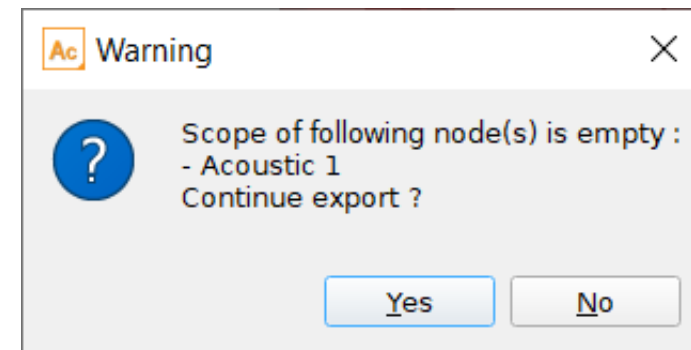 Ac Warning
Scope of following node(s) is empty :
- Acoustic 1
Continue export ?
Yes No